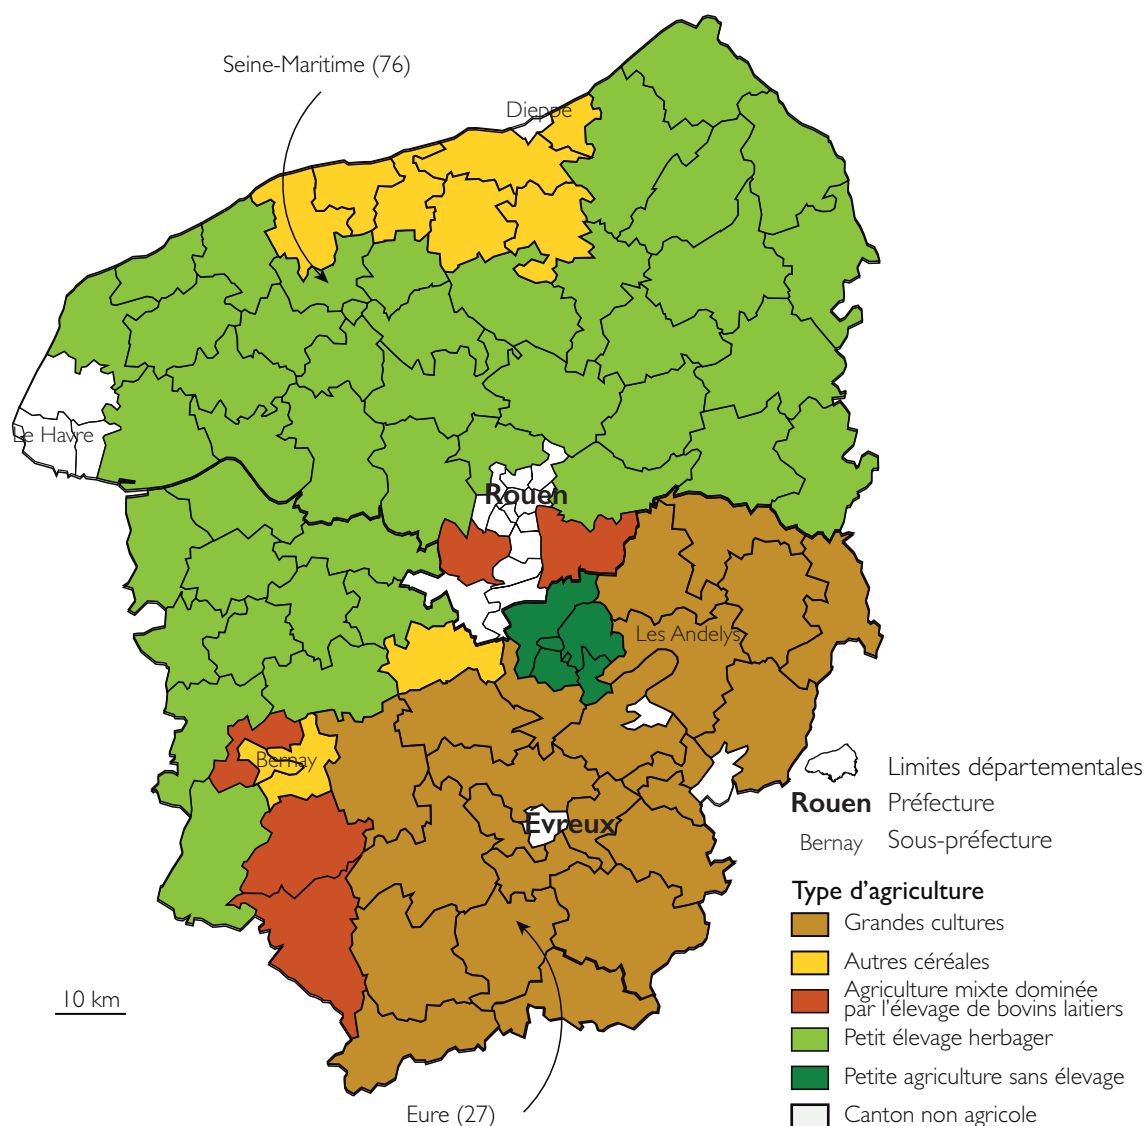 Seine-Maritime (76)
Dieppe
Le Havre
Rouen
Les Andelys
Bernay
Évreux
10 km
Eure (27)
Limites départementales
Rouen Préfecture
Bernay Sous-préfecture
Type d'agriculture
Grandes cultures
Autres céréales
Agriculture mixte dominée
par l'élevage de bovins laitiers
Petit élevage herbager
Petite agriculture sans élevage
Canton non agricole